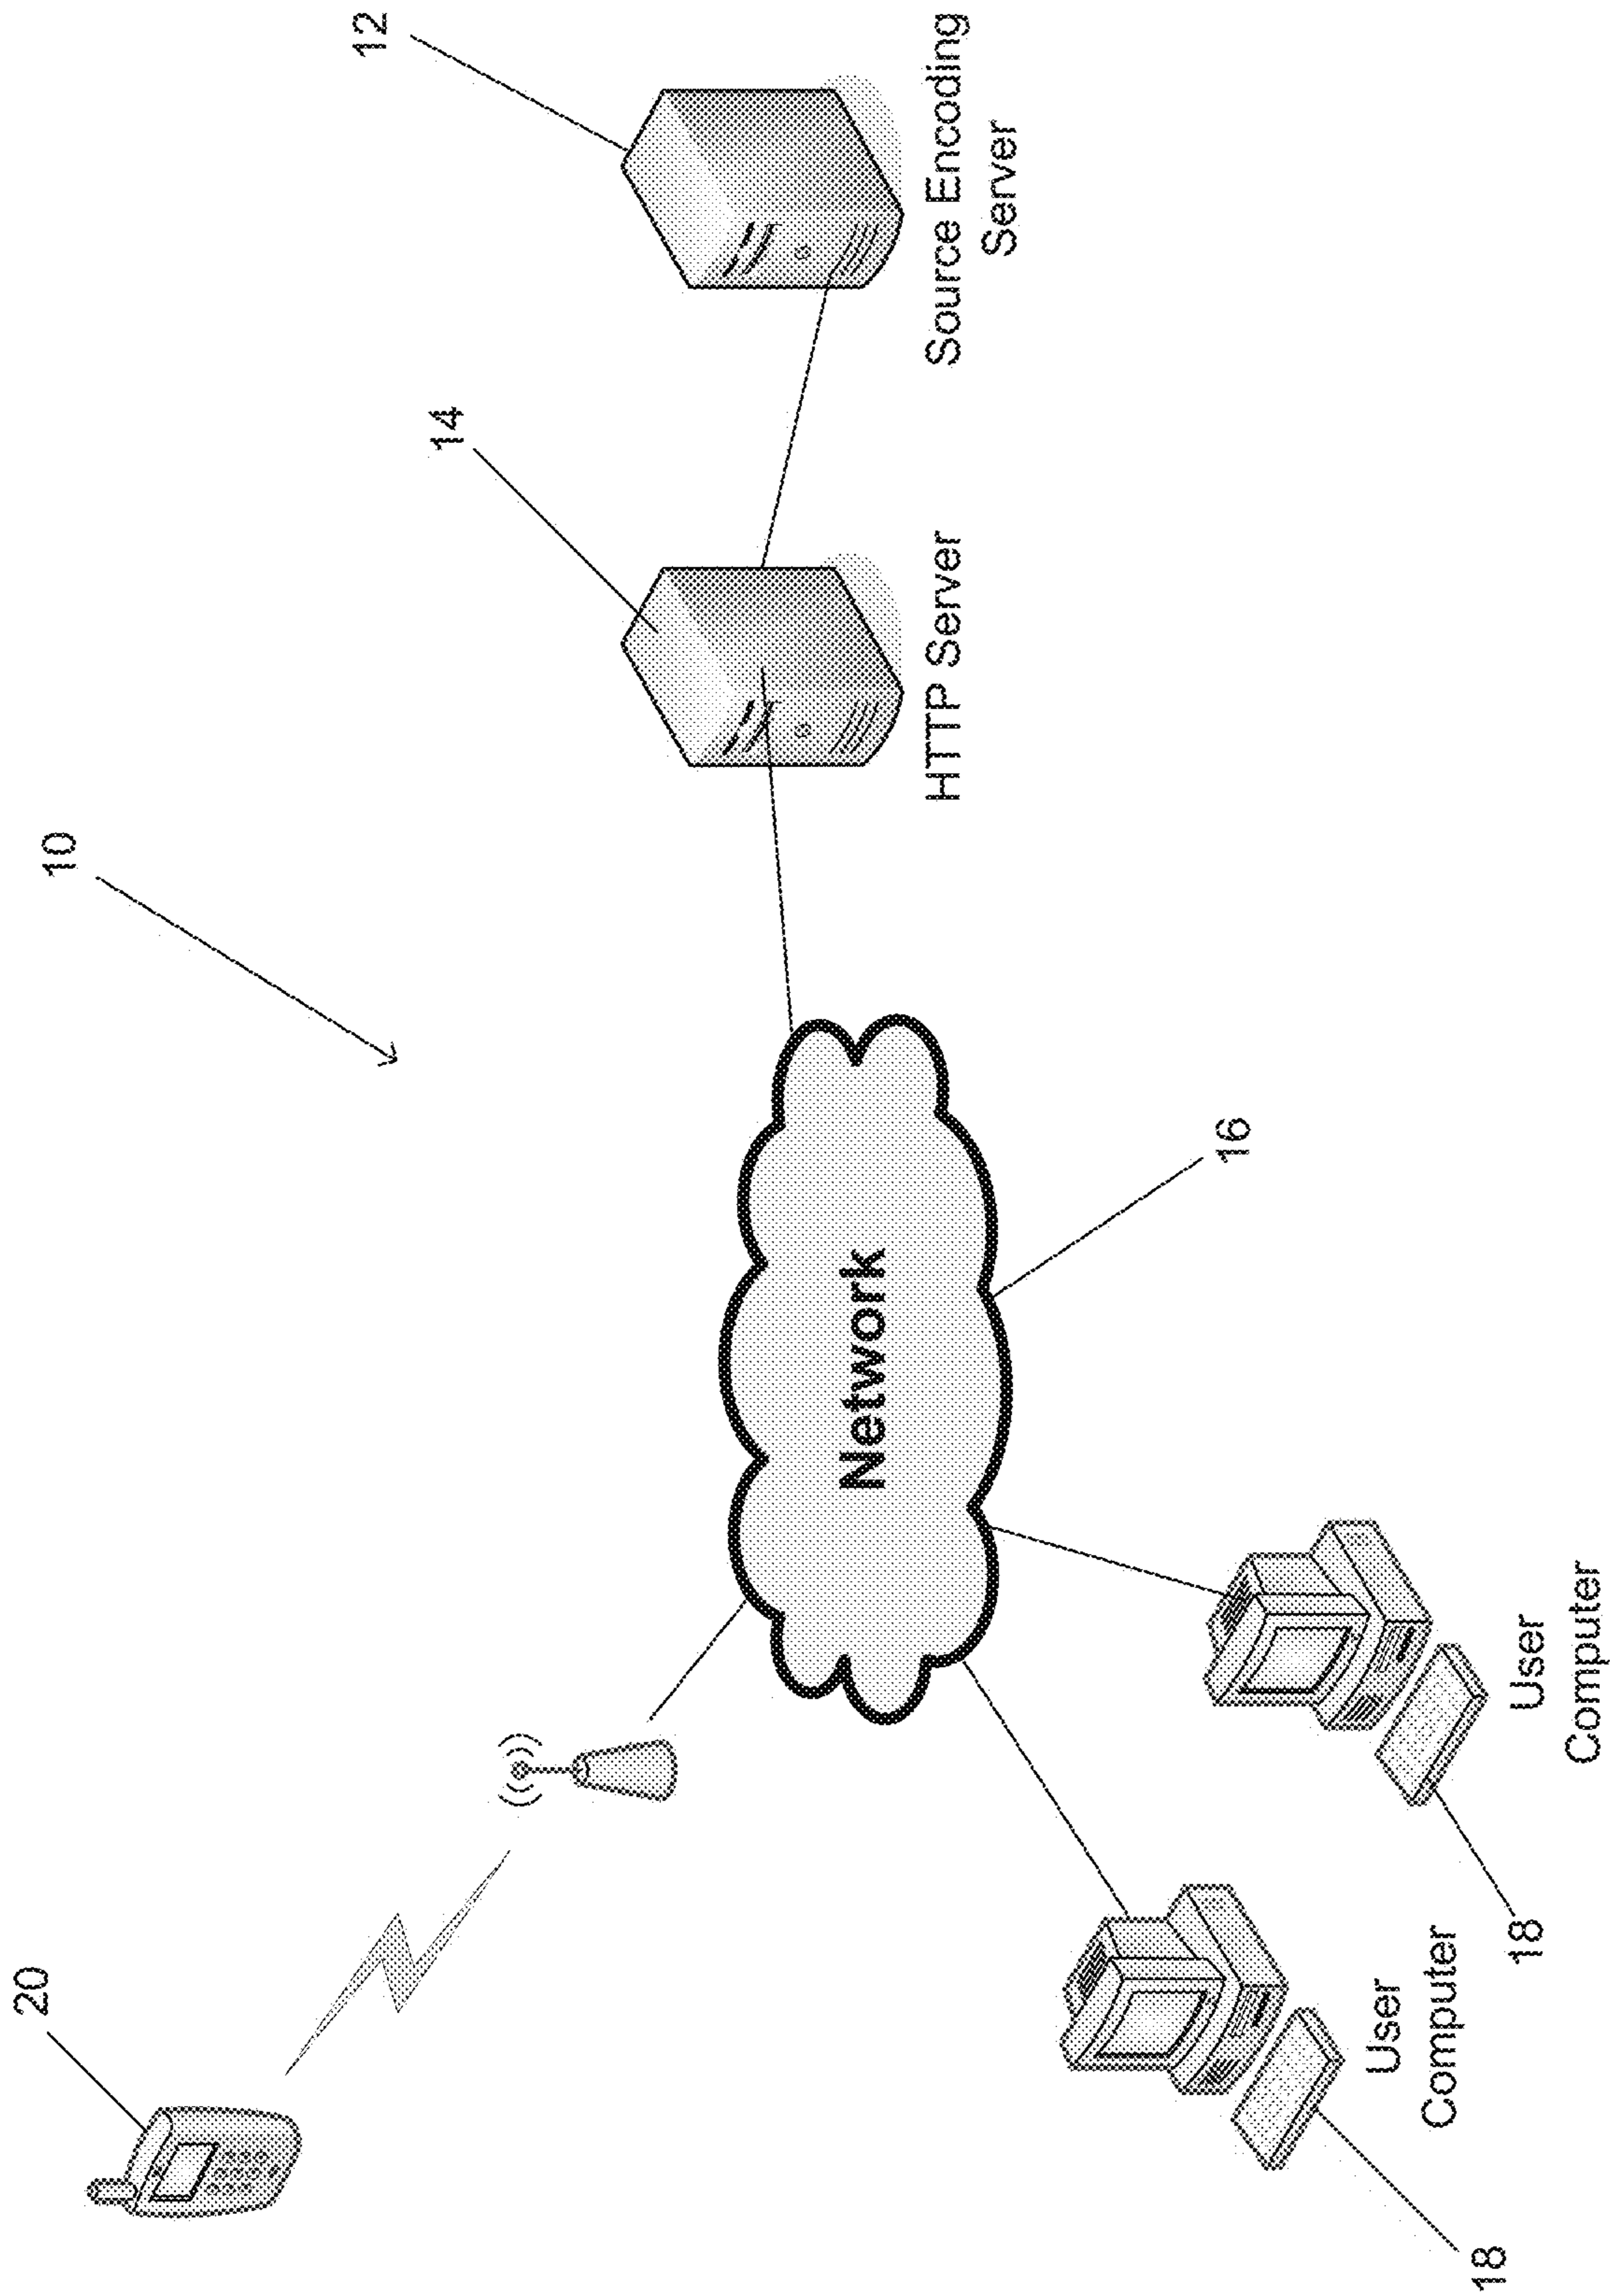 20
10
14
12
HTTP Server
Source Encoding
Server
Network
16
User
Computer
18
User
Computer
18